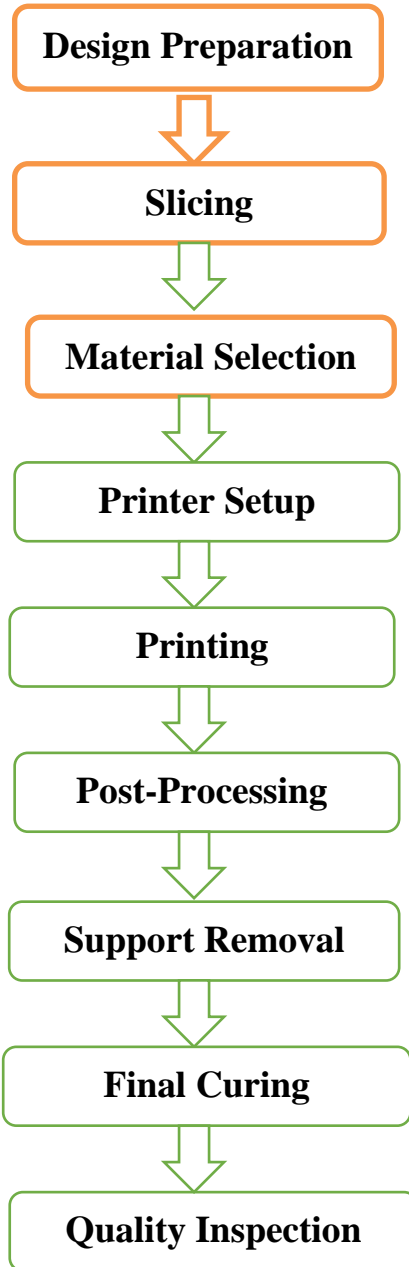 Design Preparation
Slicing
Material Selection
Printer Setup
Printing
Post-Processing
Support Removal
Final Curing
Quality Inspection